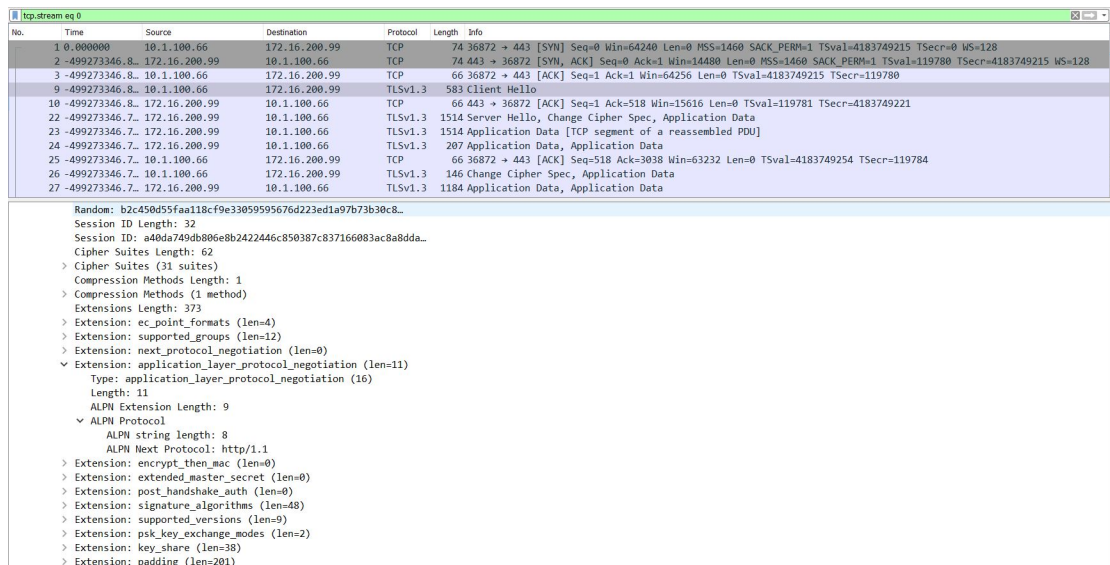 tcp.stream eq 0
No. Time Source Destination Protocol Length Info
1 0.000000 10.1.100.66 172.16.200.99 TCP 74 36872 → 443 [SYN] Seq=0 Win=64240 Len=0 MSS=1460 SACK_PERM=1 TSval=4183749215 TSecr=0 WS=128
2 -499273346.8… 172.16.200.99 10.1.100.66 TCP 74 443 → 36872 [SYN, ACK] Seq=0 Ack=1 Win=14480 Len=0 MSS=1460 SACK_PERM=1 TSval=119780 TSecr=4183749215 WS=128
3 -499273346.8… 10.1.100.66 172.16.200.99 TCP 66 36872 → 443 [ACK] Seq=1 Ack=1 Win=64256 Len=0 TSval=4183749215 TSecr=119780
9 -499273346.8… 10.1.100.66 172.16.200.99 TLSv1.3 583 Client Hello
10 -499273346.8… 172.16.200.99 10.1.100.66 TCP 66 443 → 36872 [ACK] Seq=1 Ack=518 Win=15616 Len=0 TSval=119781 TSecr=4183749221
22 -499273346.7… 172.16.200.99 10.1.100.66 TLSv1.3 1514 Server Hello, Change Cipher Spec, Application Data
23 -499273346.7… 172.16.200.99 10.1.100.66 TLSv1.3 1514 Application Data [TCP segment of a reassembled PDU]
24 -499273346.7… 172.16.200.99 10.1.100.66 TLSv1.3 207 Application Data, Application Data
25 -499273346.7… 10.1.100.66 172.16.200.99 TCP 66 36872 → 443 [ACK] Seq=518 Ack=3038 Win=63232 Len=0 TSval=4183749254 TSecr=119784
26 -499273346.7… 10.1.100.66 172.16.200.99 TLSv1.3 146 Change Cipher Spec, Application Data
27 -499273346.7… 172.16.200.99 10.1.100.66 TLSv1.3 1184 Application Data, Application Data
Random: b2c450d55faa118cf9e33059595676d223ed1a97b73b30c8…
Session ID Length: 32
Session ID: a40da749db806e8b2422446c850387c837166083ac8a8dda…
Cipher Suites Length: 62
Cipher Suites (31 suites)
Compression Methods Length: 1
Compression Methods (1 method)
Extensions Length: 373
Extension: ec_point_formats (len=4)
Extension: supported_groups (len=12)
Extension: next_protocol_negotiation (len=0)
Extension: application_layer_protocol_negotiation (len=11)
Type: application_layer_protocol_negotiation (16)
Length: 11
ALPN Extension Length: 9
ALPN Protocol
ALPN string length: 8
ALPN Next Protocol: http/1.1
Extension: encrypt_then_mac (len=0)
Extension: extended_master_secret (len=0)
Extension: post_handshake_auth (len=0)
Extension: signature_algorithms (len=48)
Extension: supported_versions (len=9)
Extension: psk_key_exchange_modes (len=2)
Extension: key_share (len=38)
Extension: padding (len=201)